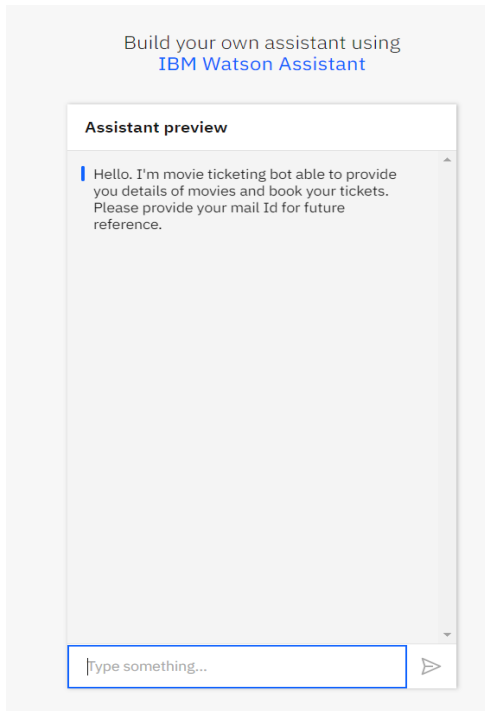 Build your own assistant using
IBM Watson Assistant
Assistant preview
Hello. I'm movie ticketing bot able to provide
you details of movies and book your tickets.
Please provide your mail Id for future
reference.
Type something...